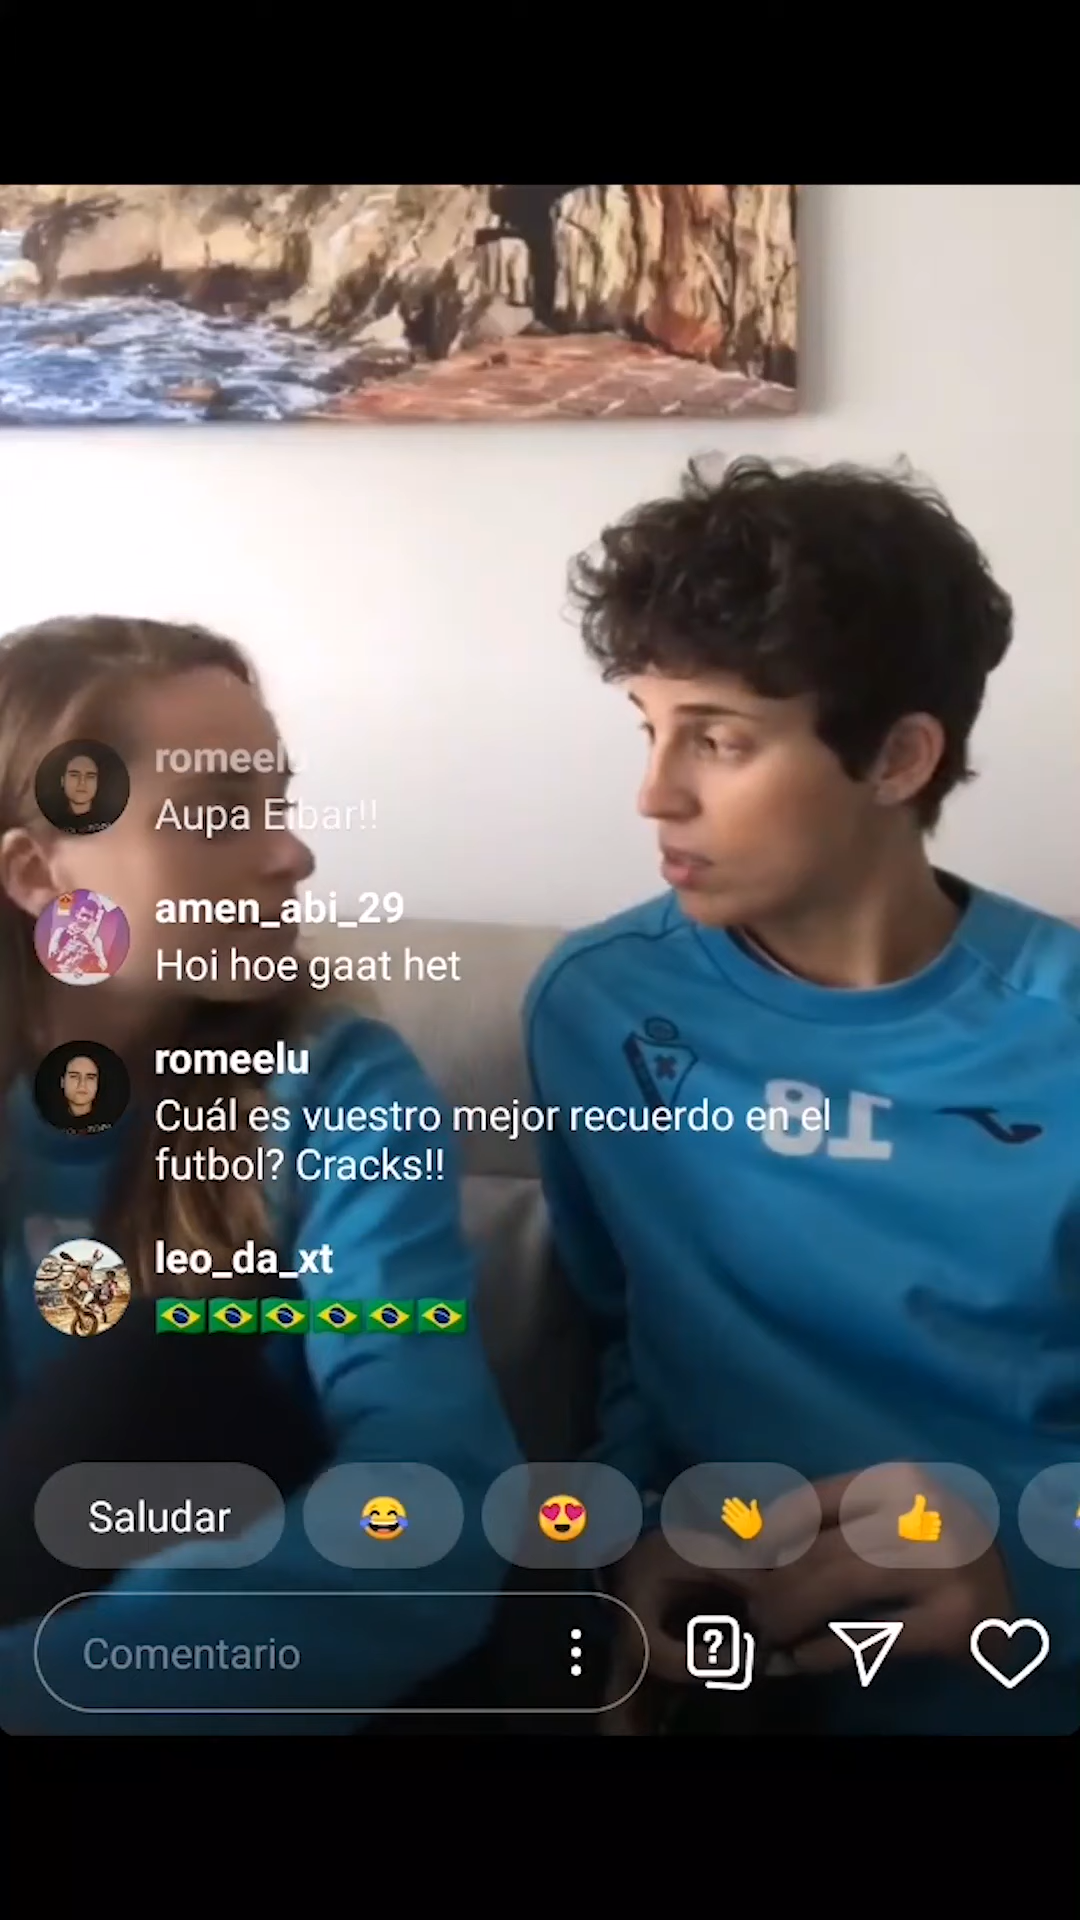 romeelu
Aupa Eibar!!
amen_abi_29
Hoi hoe gaat het
romeelu
Cuál es vuestro mejor recuerdo en el
futbol? Cracks!!
18
leo_da_xt
🇧🇷🇧🇷🇧🇷🇧🇷🇧🇷🇧🇷
Saludar
😂 😍 👋 👍
Comentario